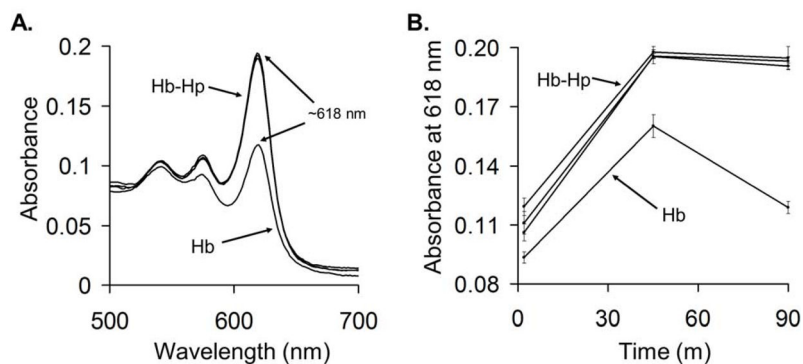 A.
0.2
0.15
0.1
0.05
0
Absorbance
Hb-Hp
~618 nm
Hb
500
600
700
Wavelength (nm)
B.
0.20
0.17
0.14
0.11
0.08
Absorbance at 618 nm
Hb-Hp
Hb
0
30
60
90
Time (m)